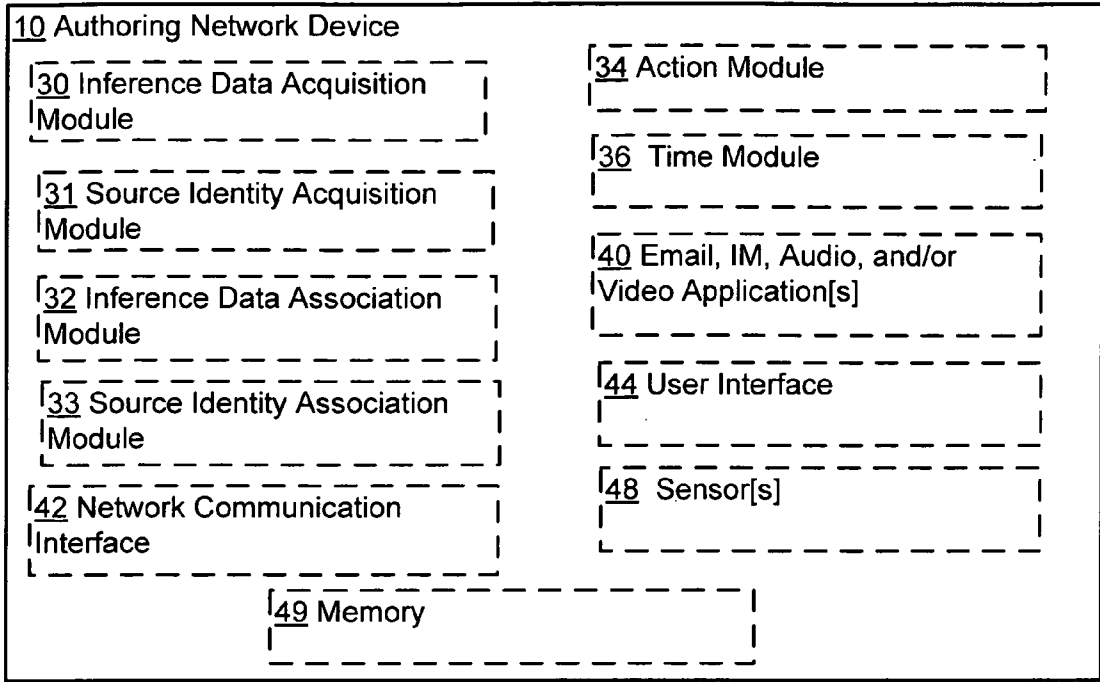 10 Authoring Network Device
30 Inference Data Acquisition
Module
31 Source Identity Acquisition
Module
32 Inference Data Association
Module
33 Source Identity Association
Module
42 Network Communication
Interface
34 Action Module
36 Time Module
40 Email, IM, Audio, and/or
Video Application[s]
44 User Interface
48 Sensor[s]
49 Memory